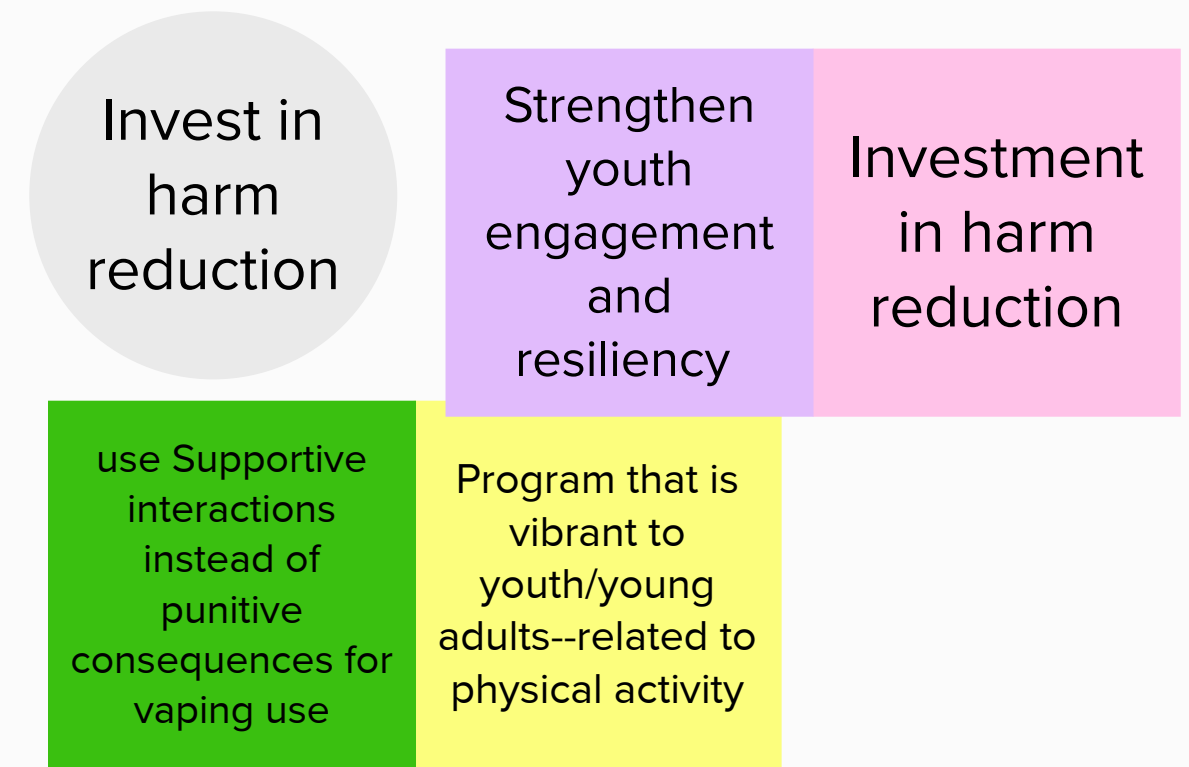 Invest in
harm
reduction
Strengthen
youth
engagement
and
resiliency
Investment
in harm
reduction
use Supportive
interactions
instead of
punitive
consequences for
vaping use
Program that is
vibrant to
youth/young
adults--related to
physical activity